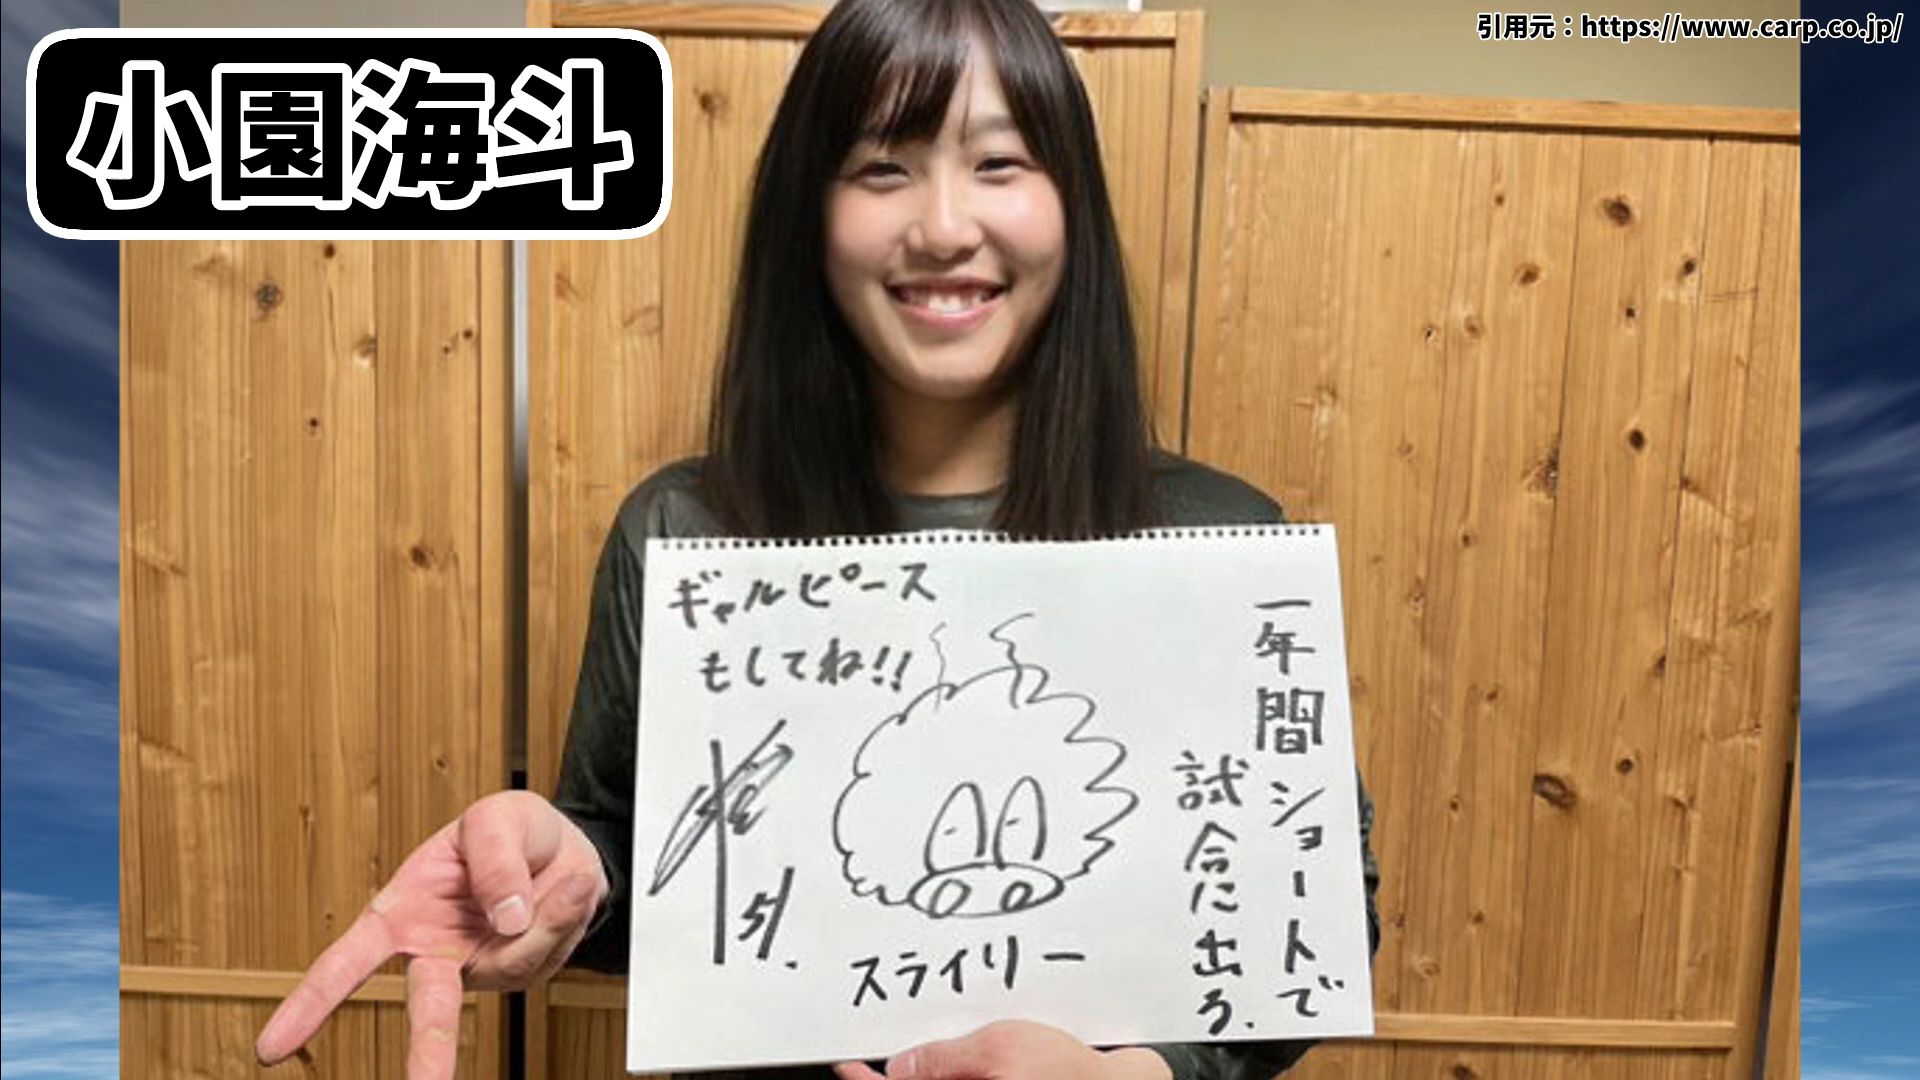 引用元：https://www.carp.co.jp/
小園海斗
ギャルピース
もしてね!!
一年間ショートで
試合に出る.
51.
スライリー